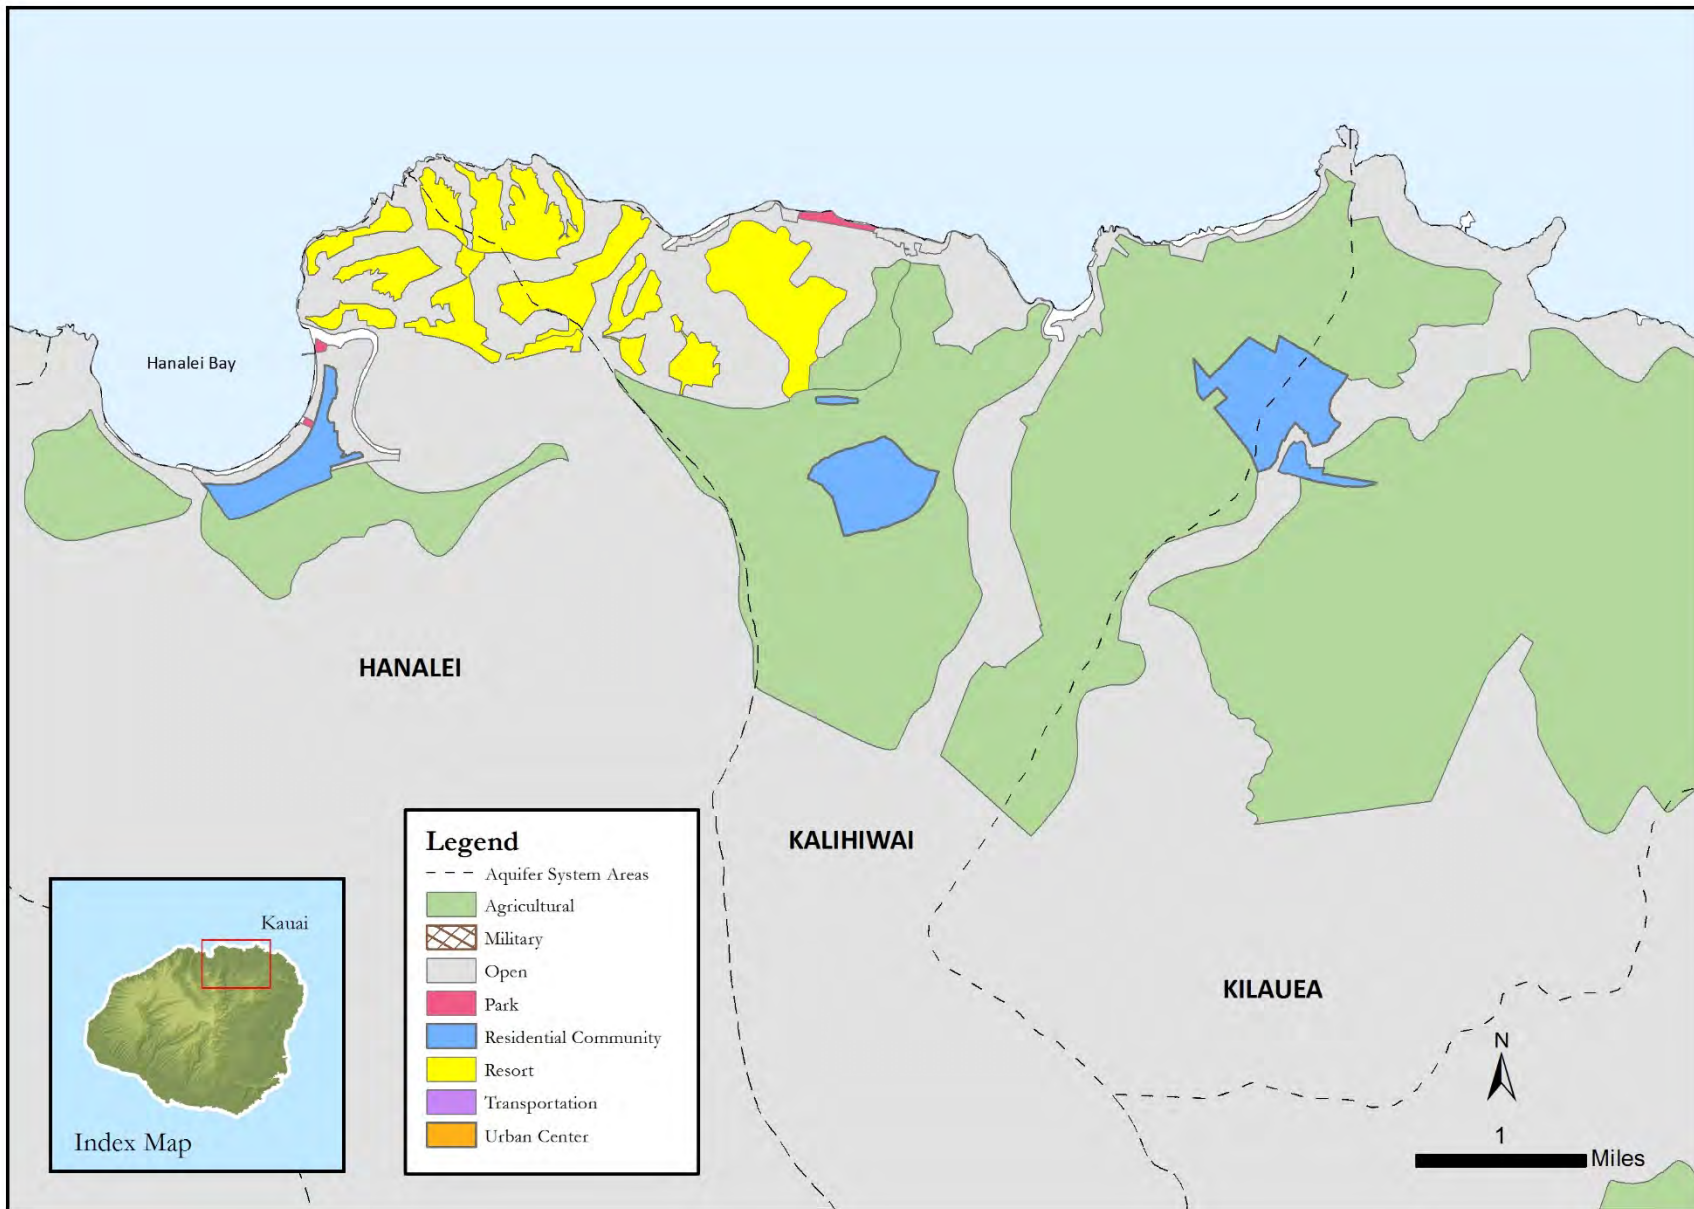 Hanalei Bay
HANALEI
KALIHIWAI
KILAUEA
Legend
Aquifer System Areas
Agricultural
Military
Open
Park
Residential Community
Resort
Transportation
Urban Center
Kauai
Index Map
N
1
Miles